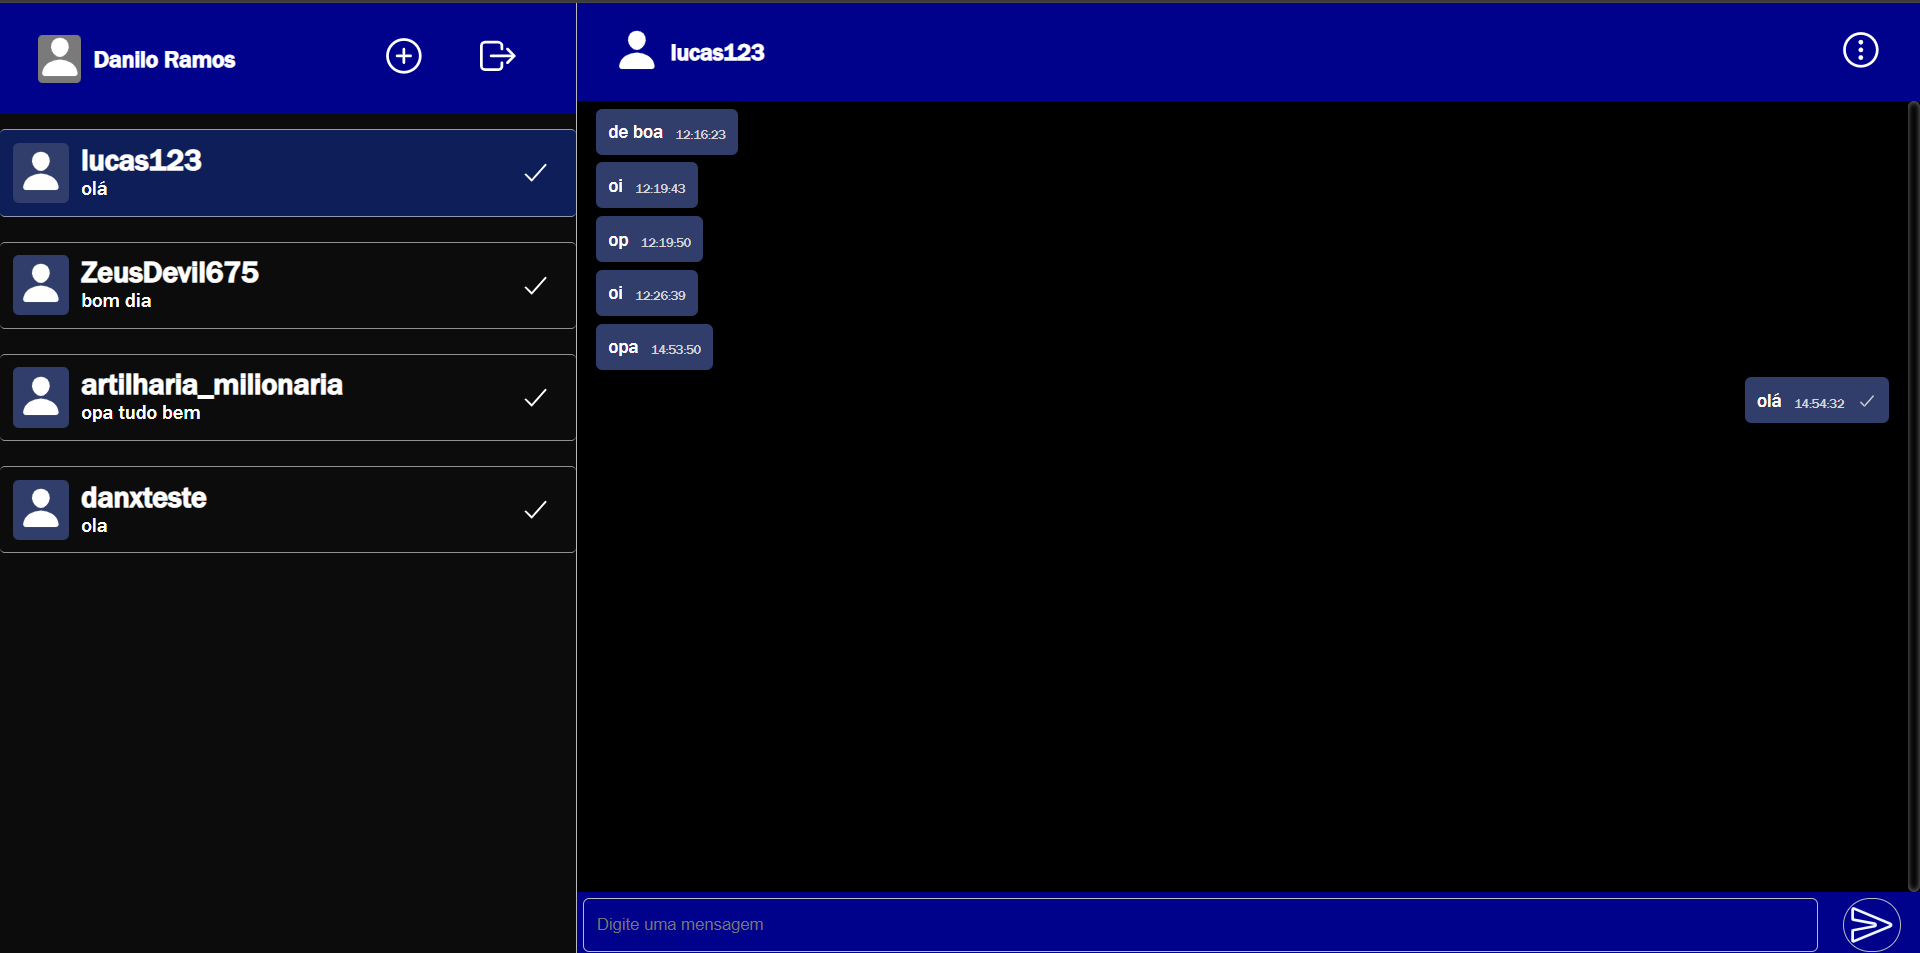 Danilo Ramos
lucas123
olá
ZeusDevil675
bom dia
artilharia_milionaria
opa tudo bem
danxteste
ola
lucas123
de boa 12:16:23
oi 12:19:43
op 12:19:50
oi 12:26:39
opa 14:53:50
olá 14:54:32
Digite uma mensagem